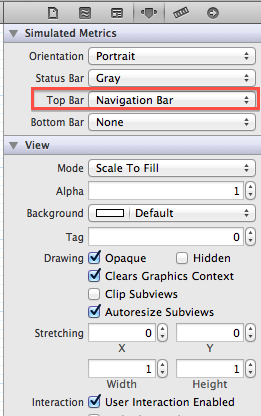 Simulated Metrics
Orientation Portrait
Status Bar Gray
Top Bar Navigation Bar
Bottom Bar None
View
Mode Scale To Fill
Alpha 1
Background Default
Tag 0
Drawing Opaque Hidden
Clears Graphics Context
Clip Subviews
Autoresize Subviews
Stretching 0 0
X Y
1 1
Width Height
Interaction User Interaction Enabled